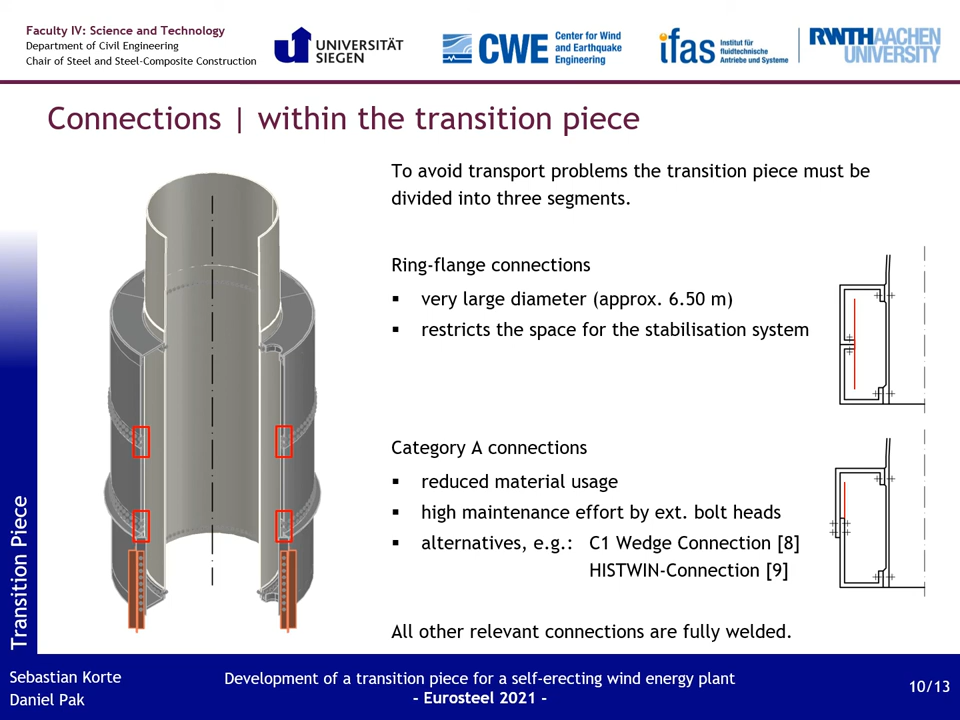 Faculty IV: Science and Technology
Department of Civil Engineering
Chair of Steel and Steel-Composite Construction
UNIVERSITÄT
SIEGEN
CWE
Center for Wind
and Earthquake
Engineering
ifas
Institut für
fluidtechnische
Antriebe und Systeme
RWTHAACHEN
UNIVERSITY
Connections | within the transition piece
To avoid transport problems the transition piece must be
divided into three segments.
Ring-flange connections
▪ very large diameter (approx. 6.50 m)
▪ restricts the space for the stabilisation system
Category A connections
▪ reduced material usage
▪ high maintenance effort by ext. bolt heads
▪ alternatives, e.g.: C1 Wedge Connection [8]
HISTWIN-Connection [9]
All other relevant connections are fully welded.
Transition Piece
Sebastian Korte
Daniel Pak
Development of a transition piece for a self-erecting wind energy plant
- Eurosteel 2021 -
10/13